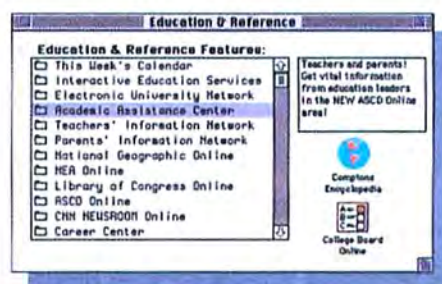 Education & Reference
Education & Reference Features:
This Week's Calendar
Interactive Education Services
Electronic University Network
Academic Assistance Center
Teachers' Information Network
Parents' Information Network
National Geographic Online
NEA Online
Library of Congress Online
ASCD Online
CNN NEWSROOM Online
Career Center
Teachers and parents!
Get vital information
from education leaders
in the NEW ASCD Online
area!
Comptons
Encyclopedia
College Board
Online